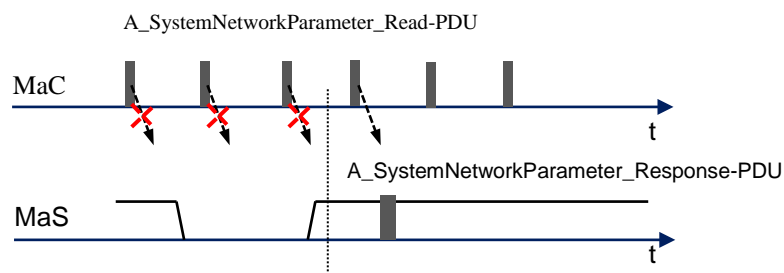 A_SystemNetworkParameter_Read-PDU
MaC
t
A_SystemNetworkParameter_Response-PDU
MaS
t